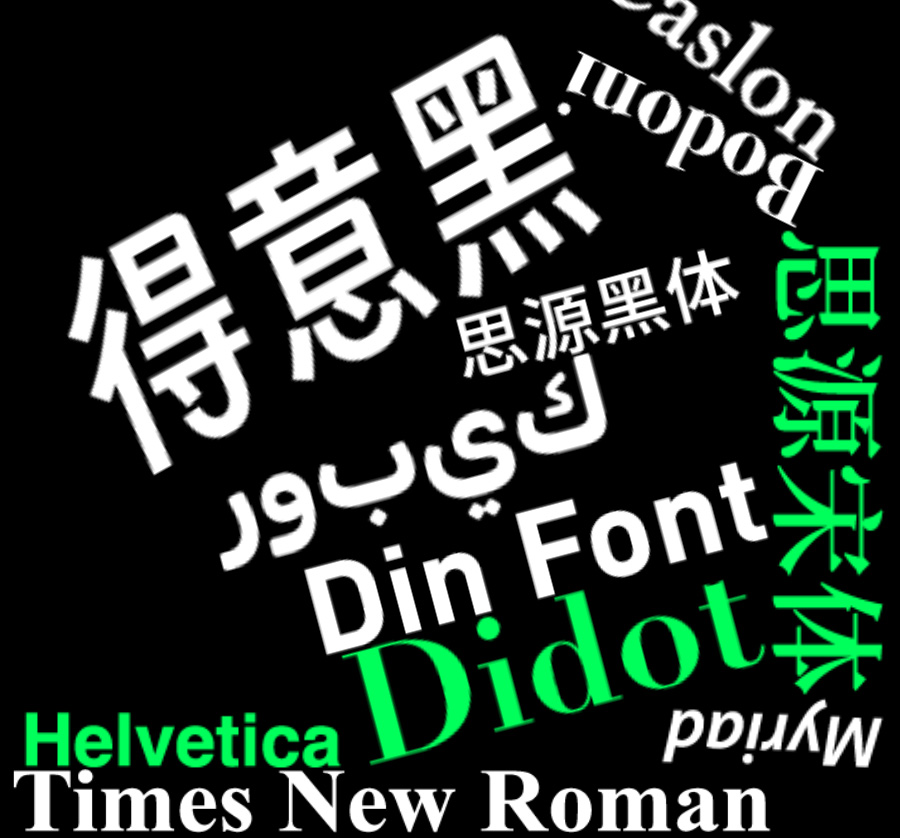 Caslon
Bodoni
得意黑
思源黑体
思源宋体
كيبور
Din Font
Didot
Myriad
Helvetica
Times New Roman